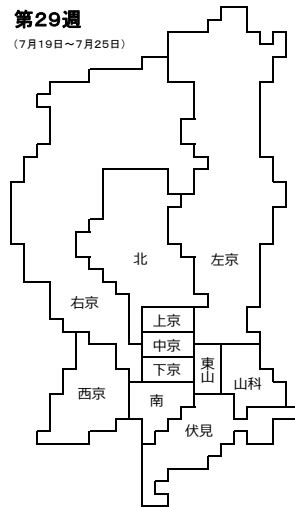 第29週
（7月19日～7月25日）
北
左京
右京
上京
中京
下京
東山
山科
西京
南
伏見